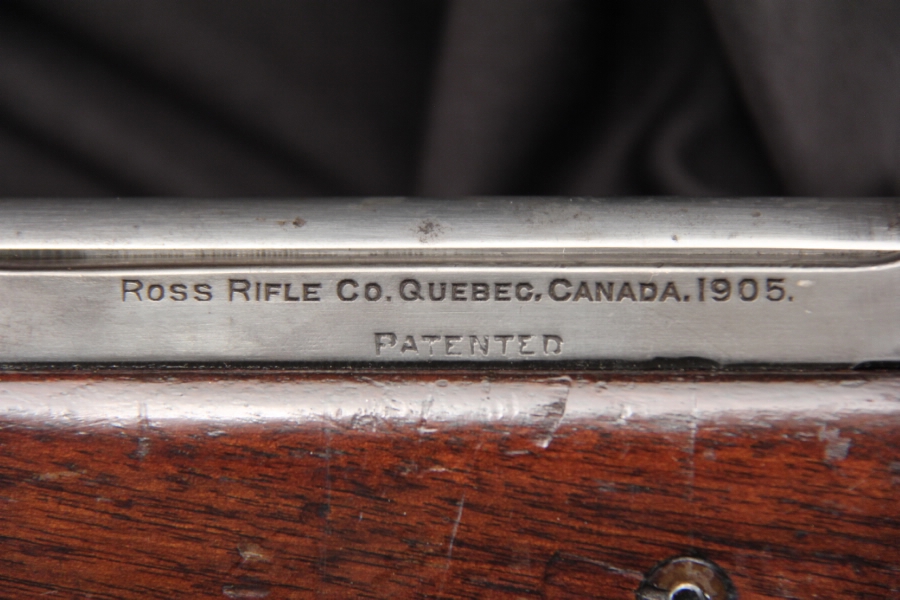 Ross Rifle Co. Quebec. Canada. 1905.
Patented